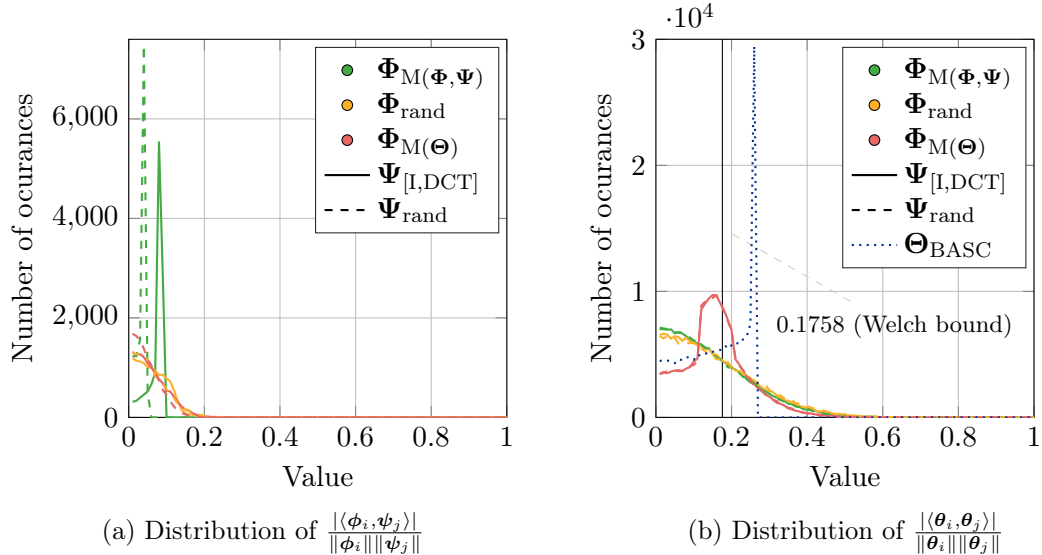 Number of ocurances
6,000
4,000
2,000
0
0 0.2 0.4 0.6 0.8 1
Value
Φ_M(Φ,Ψ)
Φ_rand
Φ_M(Θ)
Ψ_[I,DCT]
Ψ_rand
(a) Distribution of |⟨ϕ_i,ψ_j⟩| / ‖ϕ_i‖‖ψ_j‖
·10^4
Number of ocurances
3
2
1
0
0 0.2 0.4 0.6 0.8 1
Value
Φ_M(Φ,Ψ)
Φ_rand
Φ_M(Θ)
Ψ_[I,DCT]
Ψ_rand
Θ_BASC
0.1758 (Welch bound)
(b) Distribution of |⟨θ_i,θ_j⟩| / ‖θ_i‖‖θ_j‖